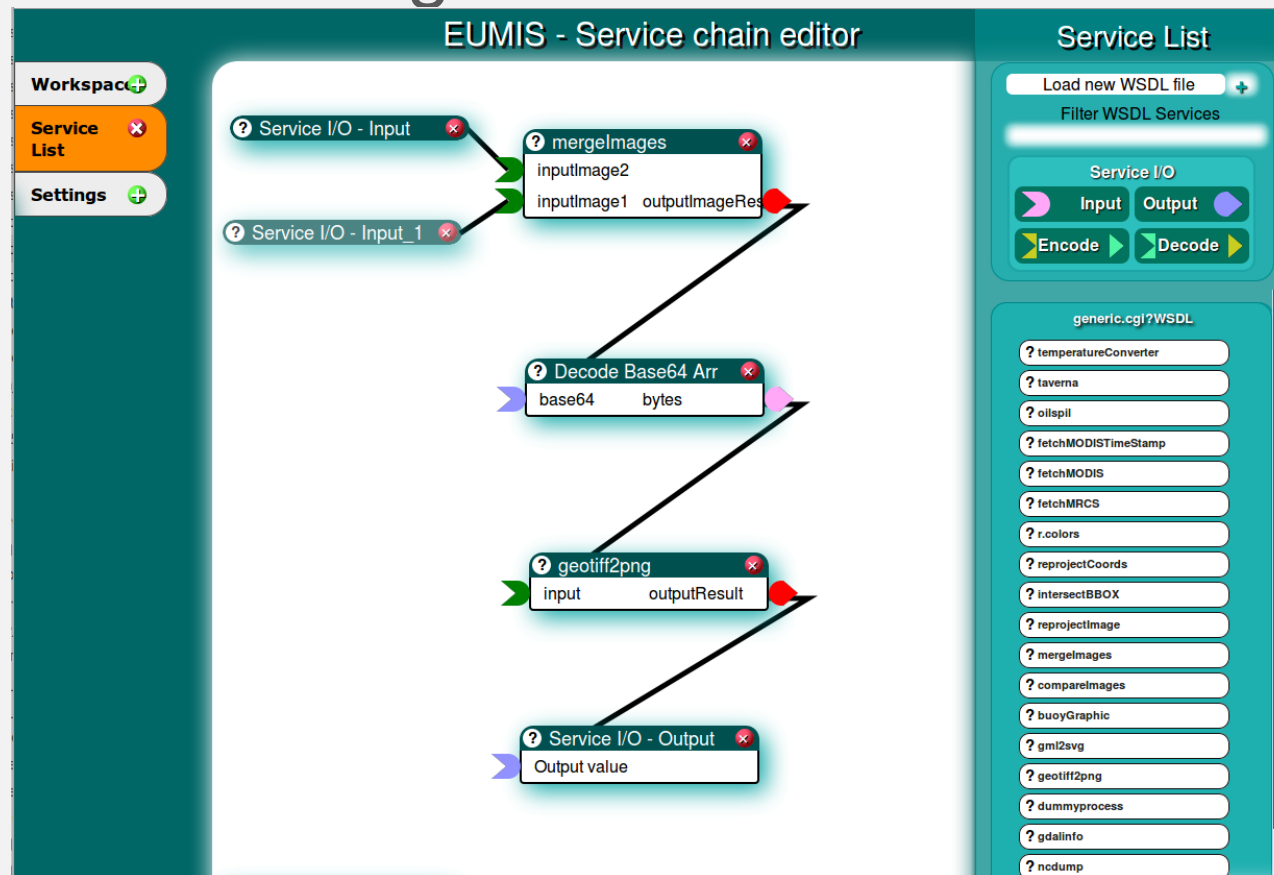 EUMIS - Service chain editor
Service List
Workspace
Service
List
Settings
? Service I/O - Input
? Service I/O - Input_1
? mergeImages
inputImage2
inputImage1 outputImageRes
? Decode Base64 Arr
base64 bytes
? geotiff2png
input outputResult
? Service I/O - Output
Output value
Load new WSDL file
Filter WSDL Services
Service I/O
Input Output
Encode Decode
generic.cgi?WSDL
? temperatureConverter
? taverna
? oilspil
? fetchMODISTimeStamp
? fetchMODIS
? fetchMRCS
? r.colors
? reprojectCoords
? intersectBBOX
? reprojectImage
? mergeImages
? compareImages
? buoyGraphic
? gml2svg
? geotiff2png
? dummyprocess
? gdalinfo
? ncdump